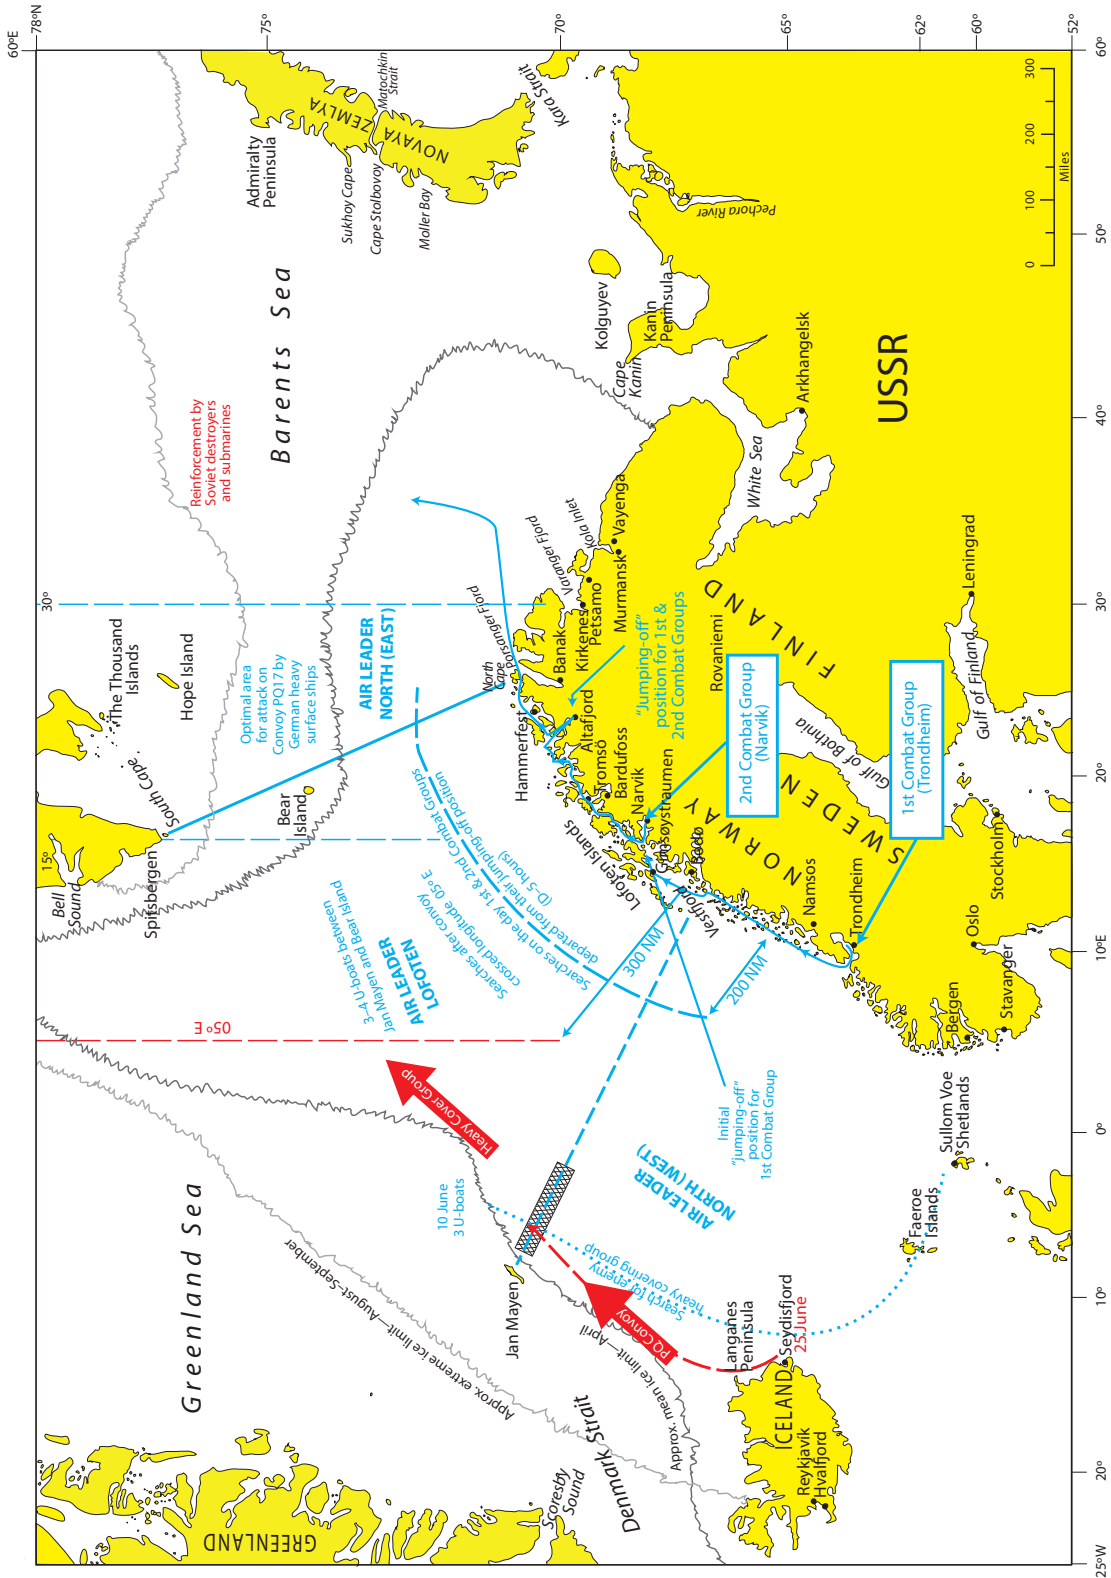 60°E
78°N
75°
70°
65°
62°
60°
52°
60°
50°
40°
30°
20°
10°E
0°
10°
20°
25°W
30°
15°
Greenland Sea
Barents Sea
Denmark Strait
White Sea
Gulf of Bothnia
Gulf of Finland
GREENLAND
ICELAND
NORWAY
SWEDEN
FINLAND
USSR
NOVAYA
ZEMLYA
Matochkin
Strait
Kara Strait
Admiralty
Peninsula
Sukhoy Cape
Cape Stolbovoy
Moller Bay
Pechora River
Kolguyev
Kanin
Peninsula
Cape
Kanin
Arkhangelsk
Leningrad
The Thousand
Islands
Hope Island
South Cape
Bear
Island
Spitsbergen
Bell
Sound
Reinforcement by
Soviet destroyers
and submarines
Optimal area
for attack on
Convoy PQ17 by
German heavy
surface ships
AIR LEADER
NORTH (EAST)
North
Cape
Porsanger Fjord
Varanger Fjord
Kola Inlet
Vayenga
Murmansk
Petsamo
Kirkenes
Banak
Hammerfest
Altafjord
Tromsö
Bardufoss
Narvik
Gimsøystraumen
Bodø
Lofoten Islands
Vestfjord
Rovaniemi
Namsos
Trondheim
Stockholm
Oslo
Bergen
Stavanger
"Jumping-off"
position for 1st &
2nd Combat Groups
2nd Combat Group
(Narvik)
1st Combat Group
(Trondheim)
Searches on the day 1st & 2nd Combat Groups
departed from their jumping-off position
(D-5 hours)
Searches after convoy
crossed longitude 05° E
AIR LEADER
LOFOTEN
3–4 U-boats between
Jan Mayen and Bear Island
05° E
300 NM
200 NM
Initial
"jumping-off"
position for
1st Combat Group
AIR LEADER
NORTH (WEST)
Heavy Cover Group
10 June
3 U-boats
Search for enemy
heavy covering group
PQ Convoy
Jan Mayen
Approx. extreme ice limit—August–September
Approx. mean ice limit—April
Scoresby
Sound
Langanes
Peninsula
Seydisfjord
25 June
Reykjavik
Hvalfjord
Faeroe
Islands
Sullom Voe
Shetlands
0
100
200
300
Miles